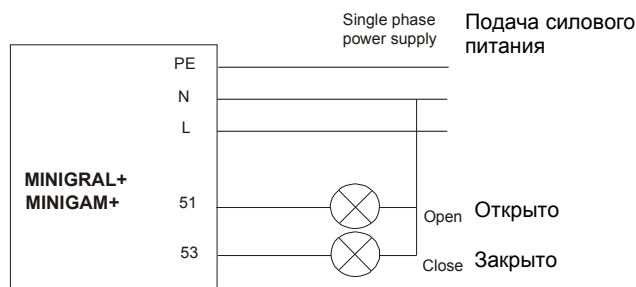 Single phase
power supply
Подача силового
питания
PE
N
L
MINIGRAL+
MINIGAM+
51
Open Открыто
53
Close Закрыто